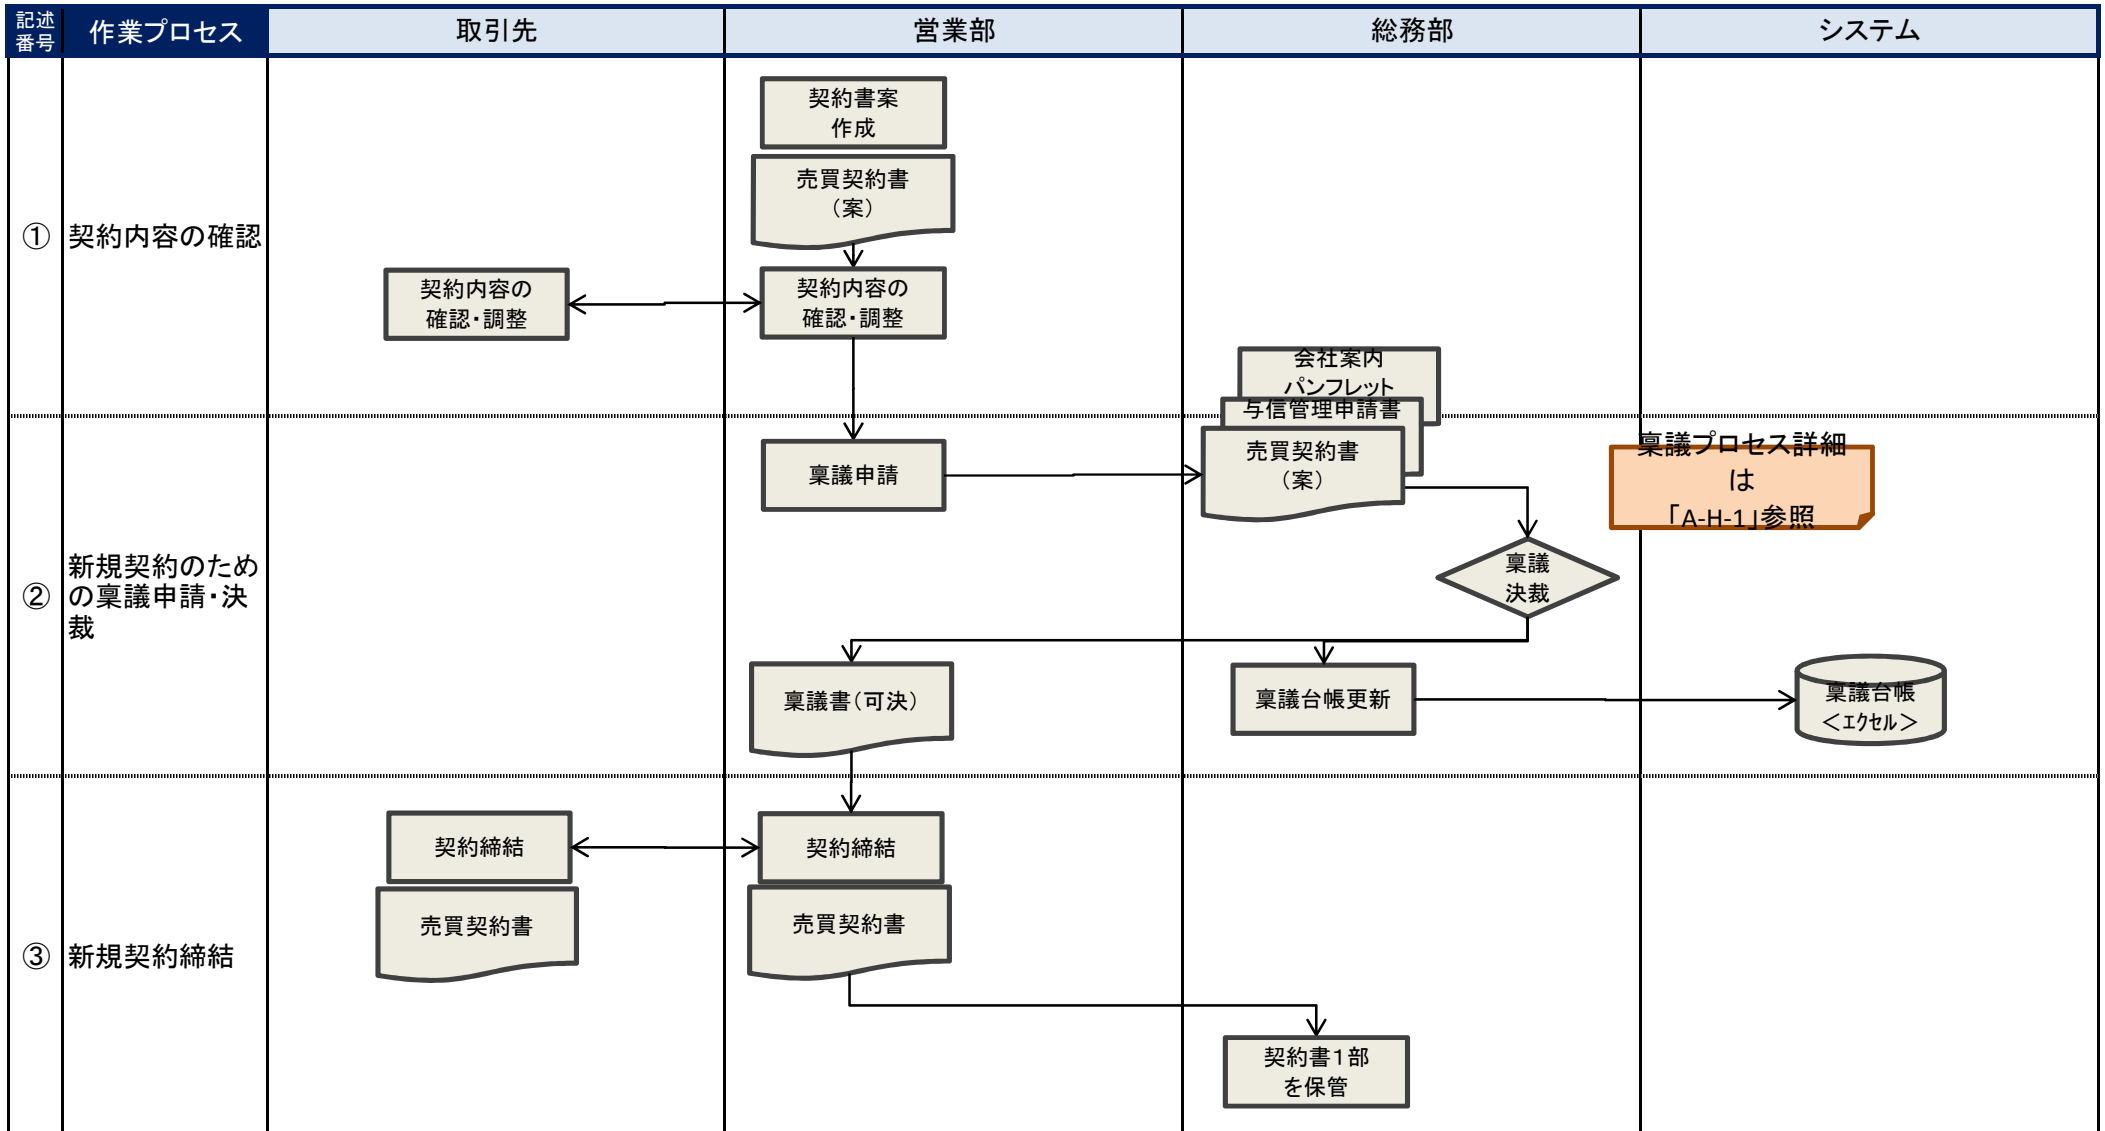 記述
番号
作業プロセス
取引先
営業部
総務部
システム
①
契約内容の確認
契約書案
作成
売買契約書
（案）
契約内容の
確認・調整
契約内容の
確認・調整
会社案内
パンフレット
与信管理申請書
売買契約書
（案）
②
新規契約のため
の稟議申請・決
裁
稟議申請
稟議プロセス詳細
は
「A-H-1」参照
稟議
決裁
稟議書（可決）
稟議台帳更新
稟議台帳
＜ｴｸｾﾙ＞
③
新規契約締結
契約締結
売買契約書
契約締結
売買契約書
契約書１部
を保管